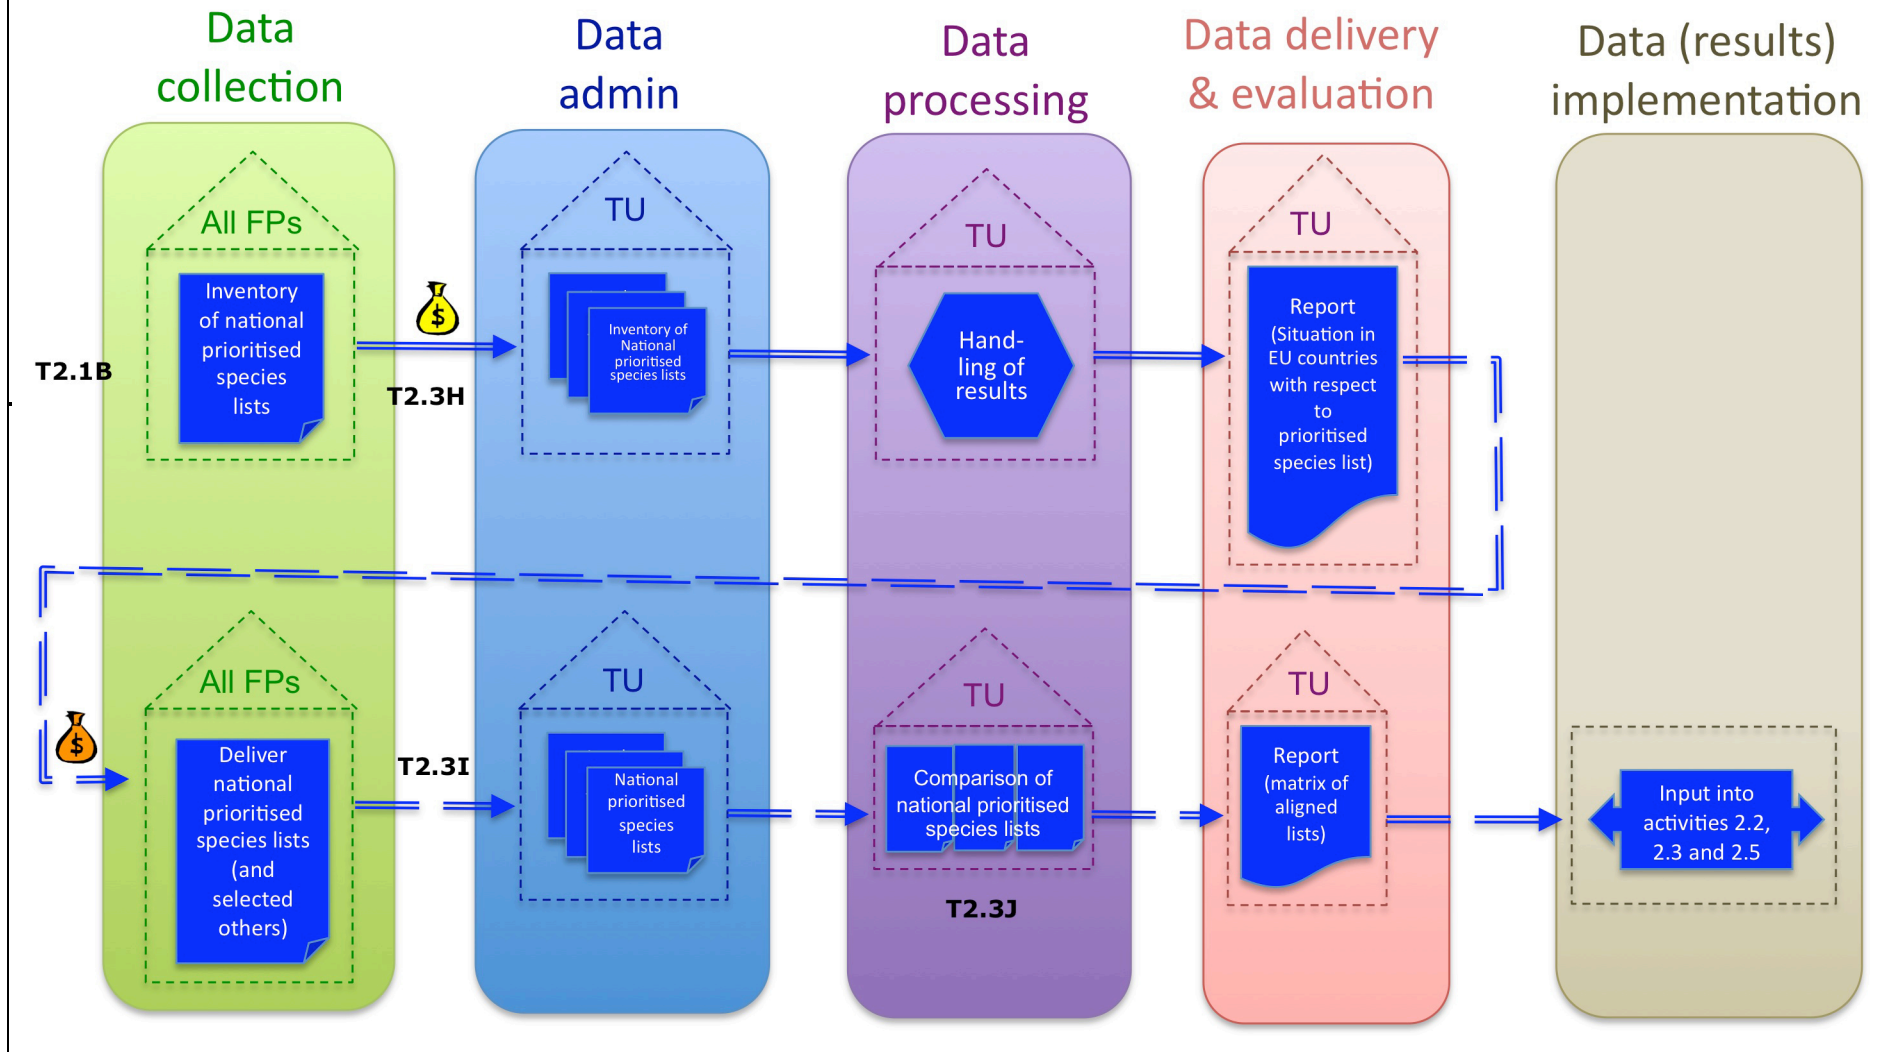 Data
collection
Data
admin
Data
processing
Data delivery
& evaluation
Data (results)
implementation
All FPs
Inventory
of national
prioritised
species
lists
T2.1B
$
T2.3H
TU
Inventory of
National
prioritised
species lists
TU
Hand-
ling of
results
TU
Report
(Situation in
EU countries
with respect
to
prioritised
species list)
$
All FPs
Deliver
national
prioritised
species lists
(and
selected
others)
T2.3I
TU
National
prioritised
species
lists
TU
Comparison of
national prioritised
species lists
T2.3J
TU
Report
(matrix of
aligned
lists)
Input into
activities 2.2,
2.3 and 2.5